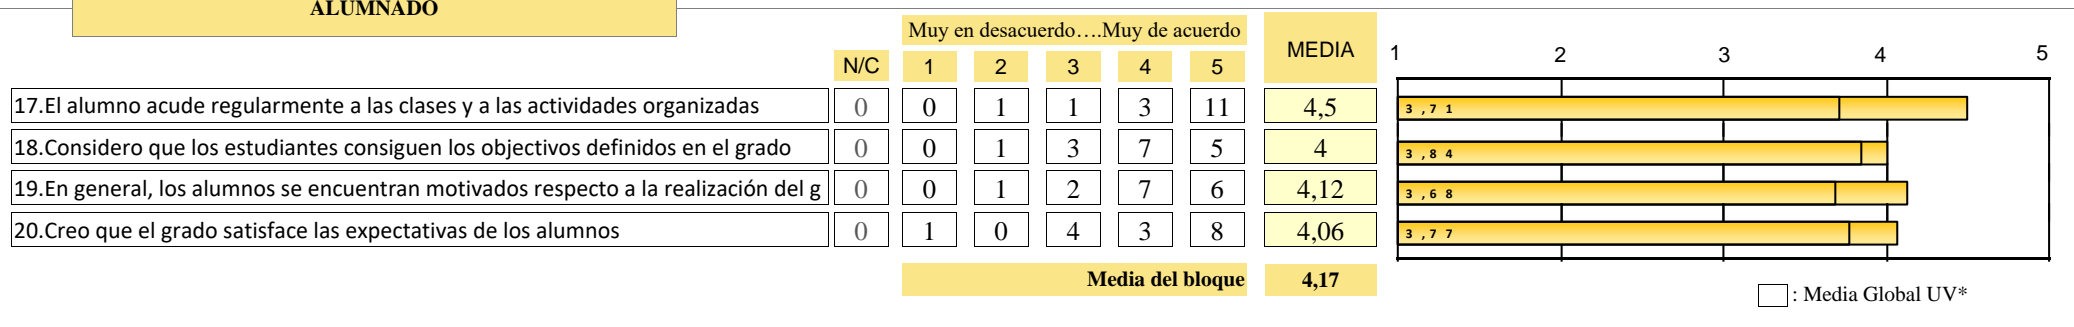 ALUMNADO
Muy en desacuerdo….Muy de acuerdo
MEDIA
N/C 1 2 3 4 5
1 2 3 4 5
17.El alumno acude regularmente a las clases y a las actividades organizadas 0 0 1 1 3 11 4,5 3,71
18.Considero que los estudiantes consiguen los objectivos definidos en el grado 0 0 1 3 7 5 4 3,84
19.En general, los alumnos se encuentran motivados respecto a la realización del g 0 0 1 2 7 6 4,12 3,68
20.Creo que el grado satisface las expectativas de los alumnos 0 1 0 4 3 8 4,06 3,77
Media del bloque 4,17
: Media Global UV*